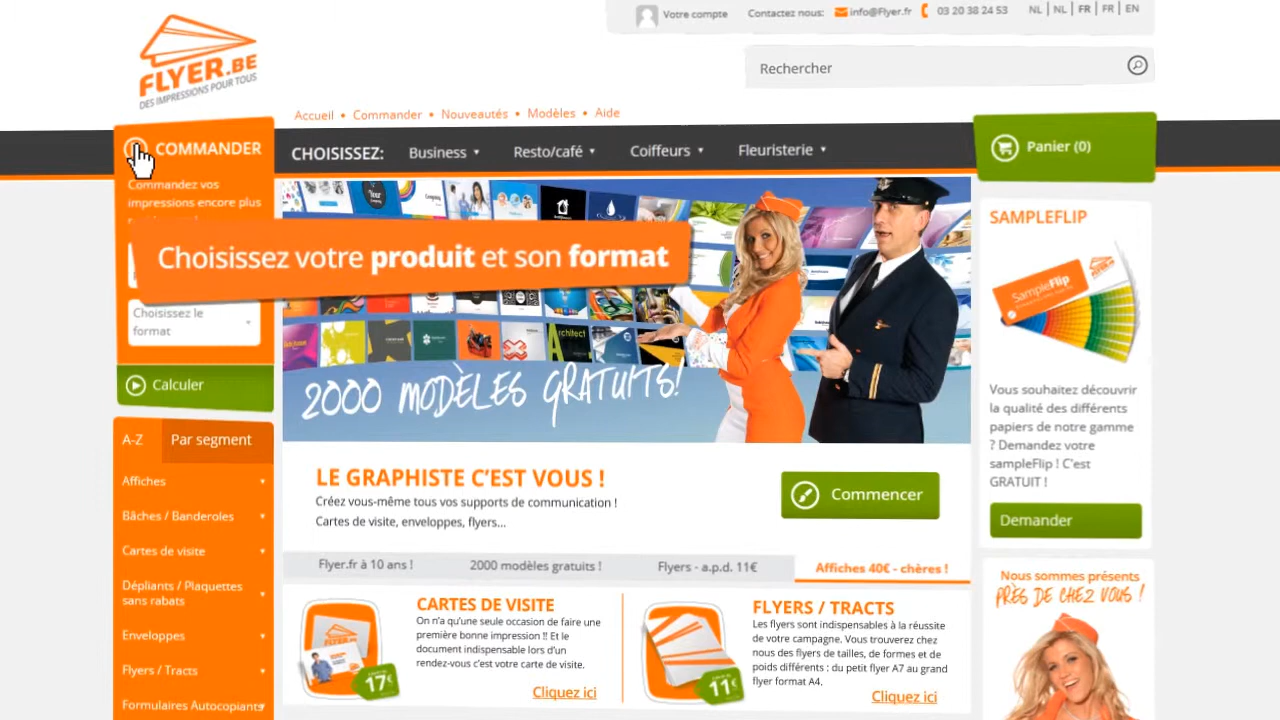 Votre compte
Contactez nous:
info@Flyer.fr
03 20 38 24 53
NL | NL | FR | FR | EN
FLYER.BE
DES IMPRESSIONS POUR TOUS
Rechercher
Accueil • Commander • Nouveautés • Modèles • Aide
COMMANDER
CHOISISSEZ:
Business
Resto/café
Coiffeurs
Fleuristerie
Panier (0)
Commandez vos
impressions encore plus
Choisissez votre produit et son format
Choisissez le
format
Calculer
2000 MODÈLES GRATUITS!
SAMPLEFLIP
SampleFlip
Vous souhaitez découvrir
la qualité des différents
papiers de notre gamme
? Demandez votre
sampleFlip ! C'est
GRATUIT !
Demander
A-Z
Par segment
Affiches
Bâches / Banderoles
Cartes de visite
Dépliants / Plaquettes
sans rabats
Enveloppes
Flyers / Tracts
Formulaires Autocopiants
LE GRAPHISTE C'EST VOUS !
Créez vous-même tous vos supports de communication !
Cartes de visite, enveloppes, flyers...
Commencer
Flyer.fr à 10 ans !
2000 modèles gratuits !
Flyers - a.p.d. 11€
Affiches 40€ - chères !
CARTES DE VISITE
On n'a qu'une seule occasion de faire une
première bonne impression !! Et le
document indispensable lors d'un
rendez-vous c'est votre carte de visite.
Cliquez ici
17€
FLYERS / TRACTS
Les flyers sont indispensables à la réussite
de votre campagne. Vous trouverez chez
nous des flyers de tailles, de formes et de
poids différents : du petit flyer A7 au grand
flyer format A4.
Cliquez ici
11€
Nous sommes présents
PRÈS DE CHEZ VOUS !